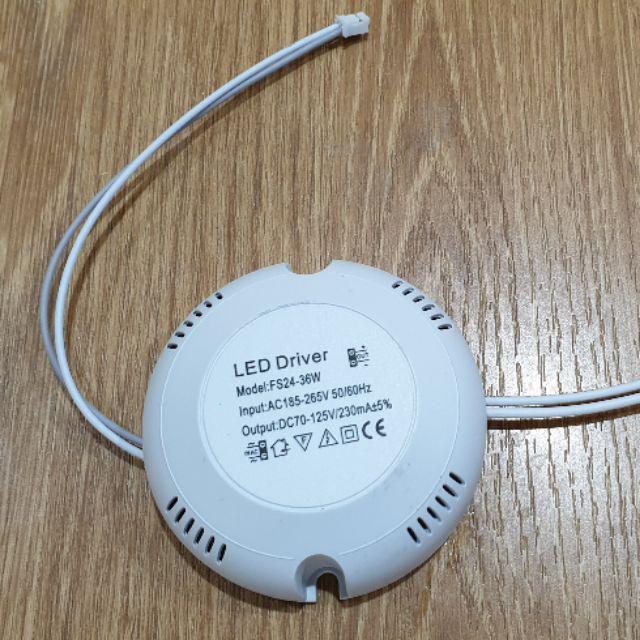 LED Driver
Model:FS24-36W
Input:AC185-265V 50/60Hz
Output:DC70-125V/230mA±5%
CE